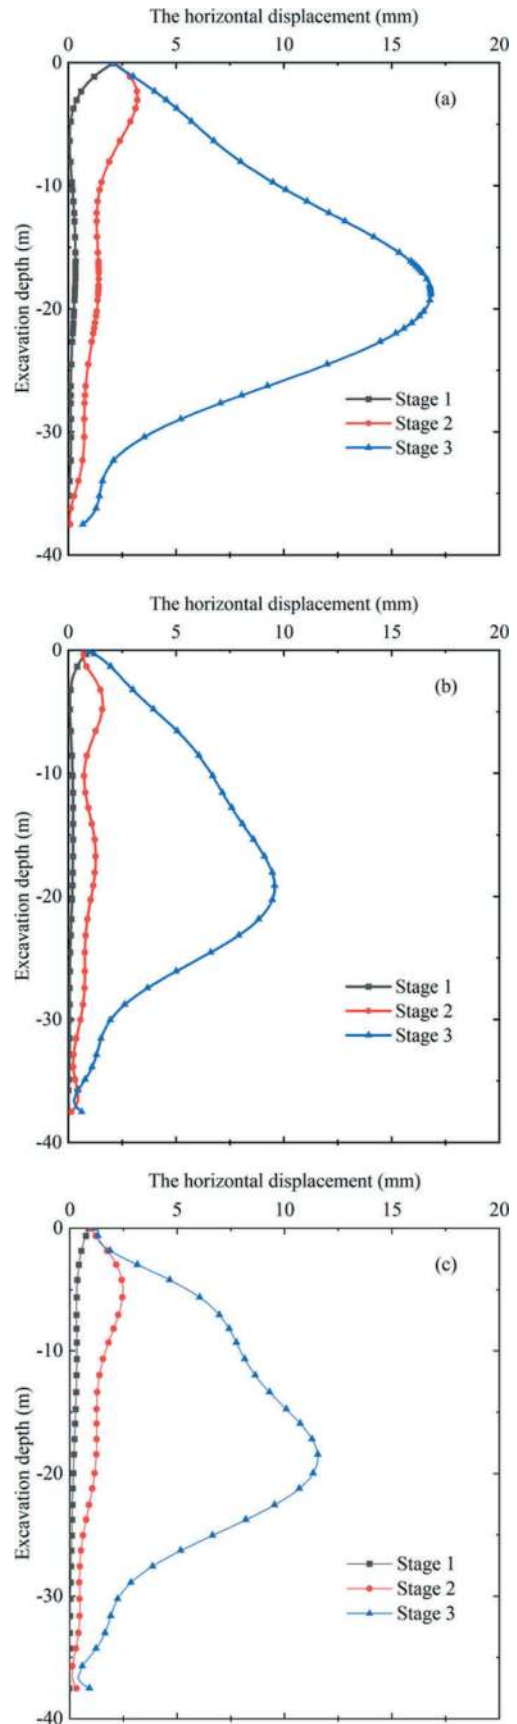 The horizontal displacement (mm)
0 5 10 15 20
0
(a)
-10
Excavation depth (m)
-20
Stage 1
Stage 2
-30
Stage 3
-40
The horizontal displacement (mm)
0 5 10 15 20
0
(b)
-10
Excavation depth (m)
-20
Stage 1
Stage 2
-30
Stage 3
-40
The horizontal displacement (mm)
0 5 10 15 20
0
(c)
-10
Excavation depth (m)
-20
Stage 1
Stage 2
-30
Stage 3
-40